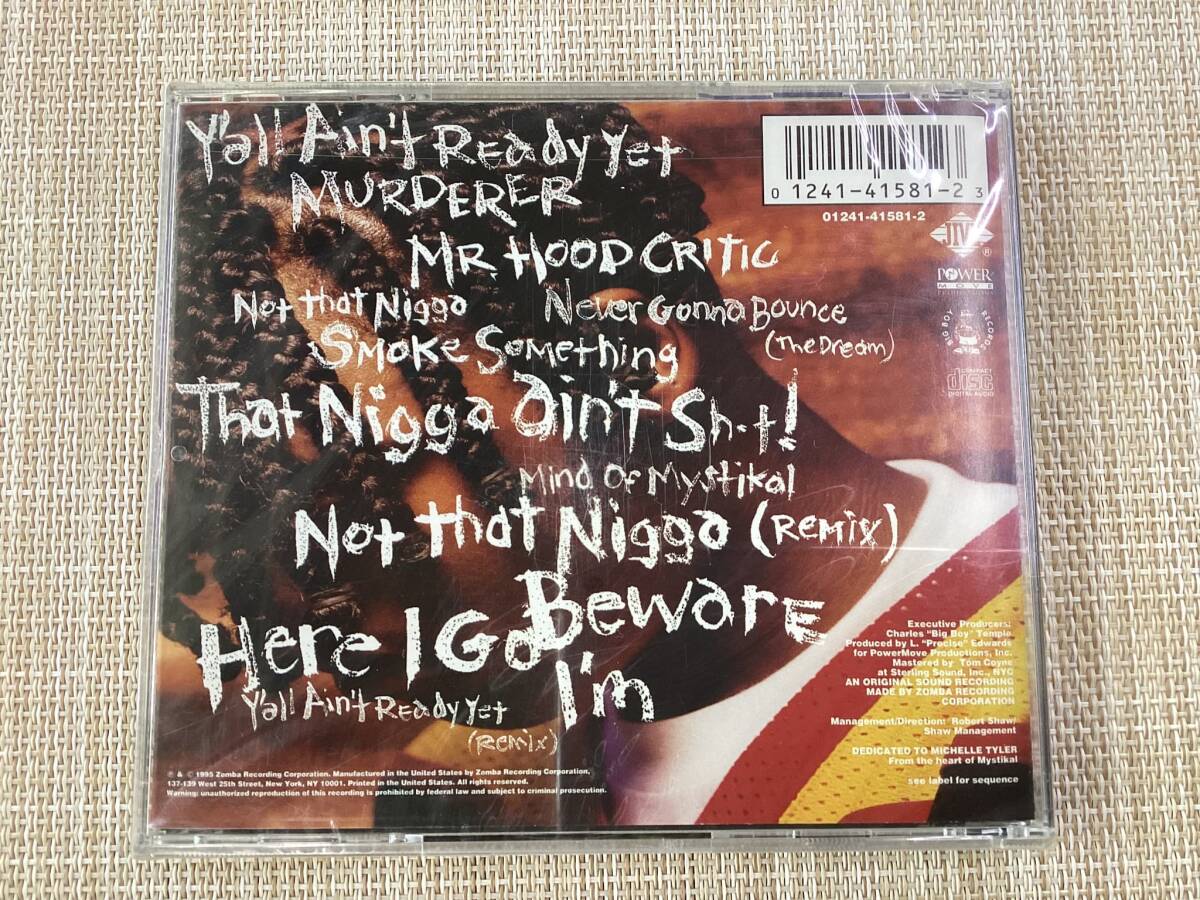 Y'all Ain't Ready Yet
MURDERER
MR. HOOD CRITIC
Not that Nigga
Never Gonna Bounce
(The Dream)
Smoke Something
That Nigga ain't Sh-t!
Mind Of Mystikal
Not that Nigga (Remix)
Beware
Here I Go
I'm
Y'all Ain't Ready Yet
(Remix)
0 1241-41581-2 3
01241-41581-2
JIVE
®
POWER
MOVE
PRODUCTIONS
BIG BOY RECORDS
COMPACT
disc
DIGITAL AUDIO
Executive Producers:
Charles "Big Boy" Temple
Produced by L. "Precise" Edwards
for PowerMove Productions, Inc.
Mastered by Tom Coyne
at Sterling Sound, Inc., NYC
AN ORIGINAL SOUND RECORDING
MADE BY ZOMBA RECORDING
CORPORATION
Management/Direction: Robert Shaw/
Shaw Management
DEDICATED TO MICHELLE TYLER
From the heart of Mystikal
see label for sequence
℗ & © 1995 Zomba Recording Corporation. Manufactured in the United States by Zomba Recording Corporation,
137-139 West 25th Street, New York, NY 10001. Printed in the United States. All rights reserved.
Warning: unauthorized reproduction of this recording is prohibited by federal law and subject to criminal prosecution.